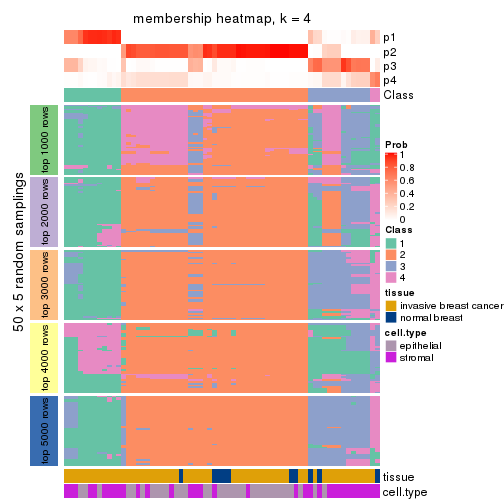 membership heatmap, k = 4
p1
p2
p3
p4
Class
50 x 5 random samplings
top 1000 rows
top 2000 rows
top 3000 rows
top 4000 rows
top 5000 rows
tissue
cell.type
Prob
1
0.8
0.6
0.4
0.2
0
Class
1
2
3
4
tissue
invasive breast cancer
normal breast
cell.type
epithelial
stromal